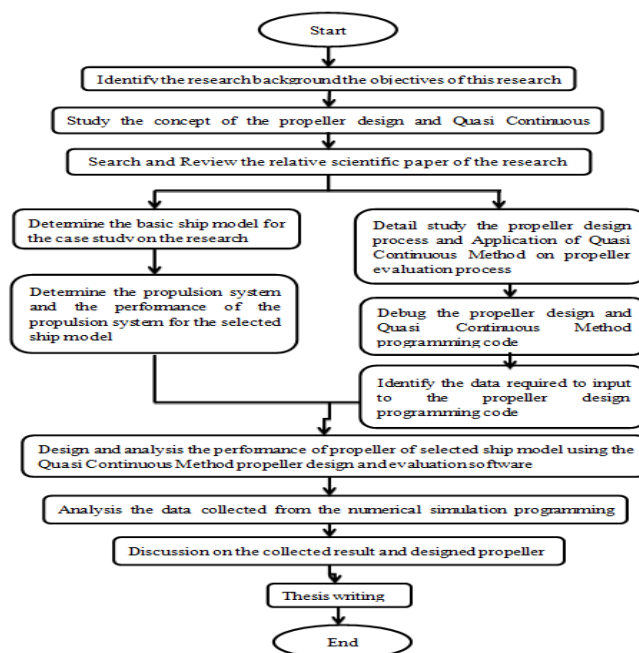 Start
Identify the research background the objectives of this research
Study the concept of the propeller design and Quasi Continuous
Search and Review the relative scientific paper of the research
Determine the basic ship model for
the case study on the research
Determine the propulsion system
and the performance of the
propulsion system for the selected
ship model
Detail study the propeller design
process and Application of Quasi
Continuous Method on propeller
evaluation process
Debug the propeller design and
Quasi Continuous Method
programming code
Identify the data required to input
to the propeller design
programming code
Design and analysis the performance of propeller of selected ship model using the
Quasi Continuous Method propeller design and evaluation software
Analysis the data collected from the numerical simulation programming
Discussion on the collected result and designed propeller
Thesis writing
End